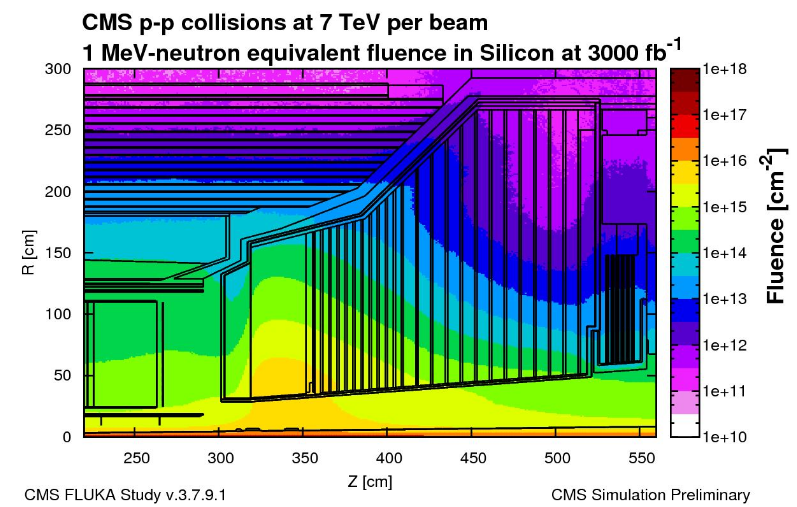 CMS p-p collisions at 7 TeV per beam
1 MeV-neutron equivalent fluence in Silicon at 3000 fb⁻¹
300
250
200
150
100
50
0
R [cm]
250
300
350
400
450
500
550
Z [cm]
1e+18
1e+17
1e+16
1e+15
1e+14
1e+13
1e+12
1e+11
1e+10
Fluence [cm⁻²]
CMS FLUKA Study v.3.7.9.1
CMS Simulation Preliminary